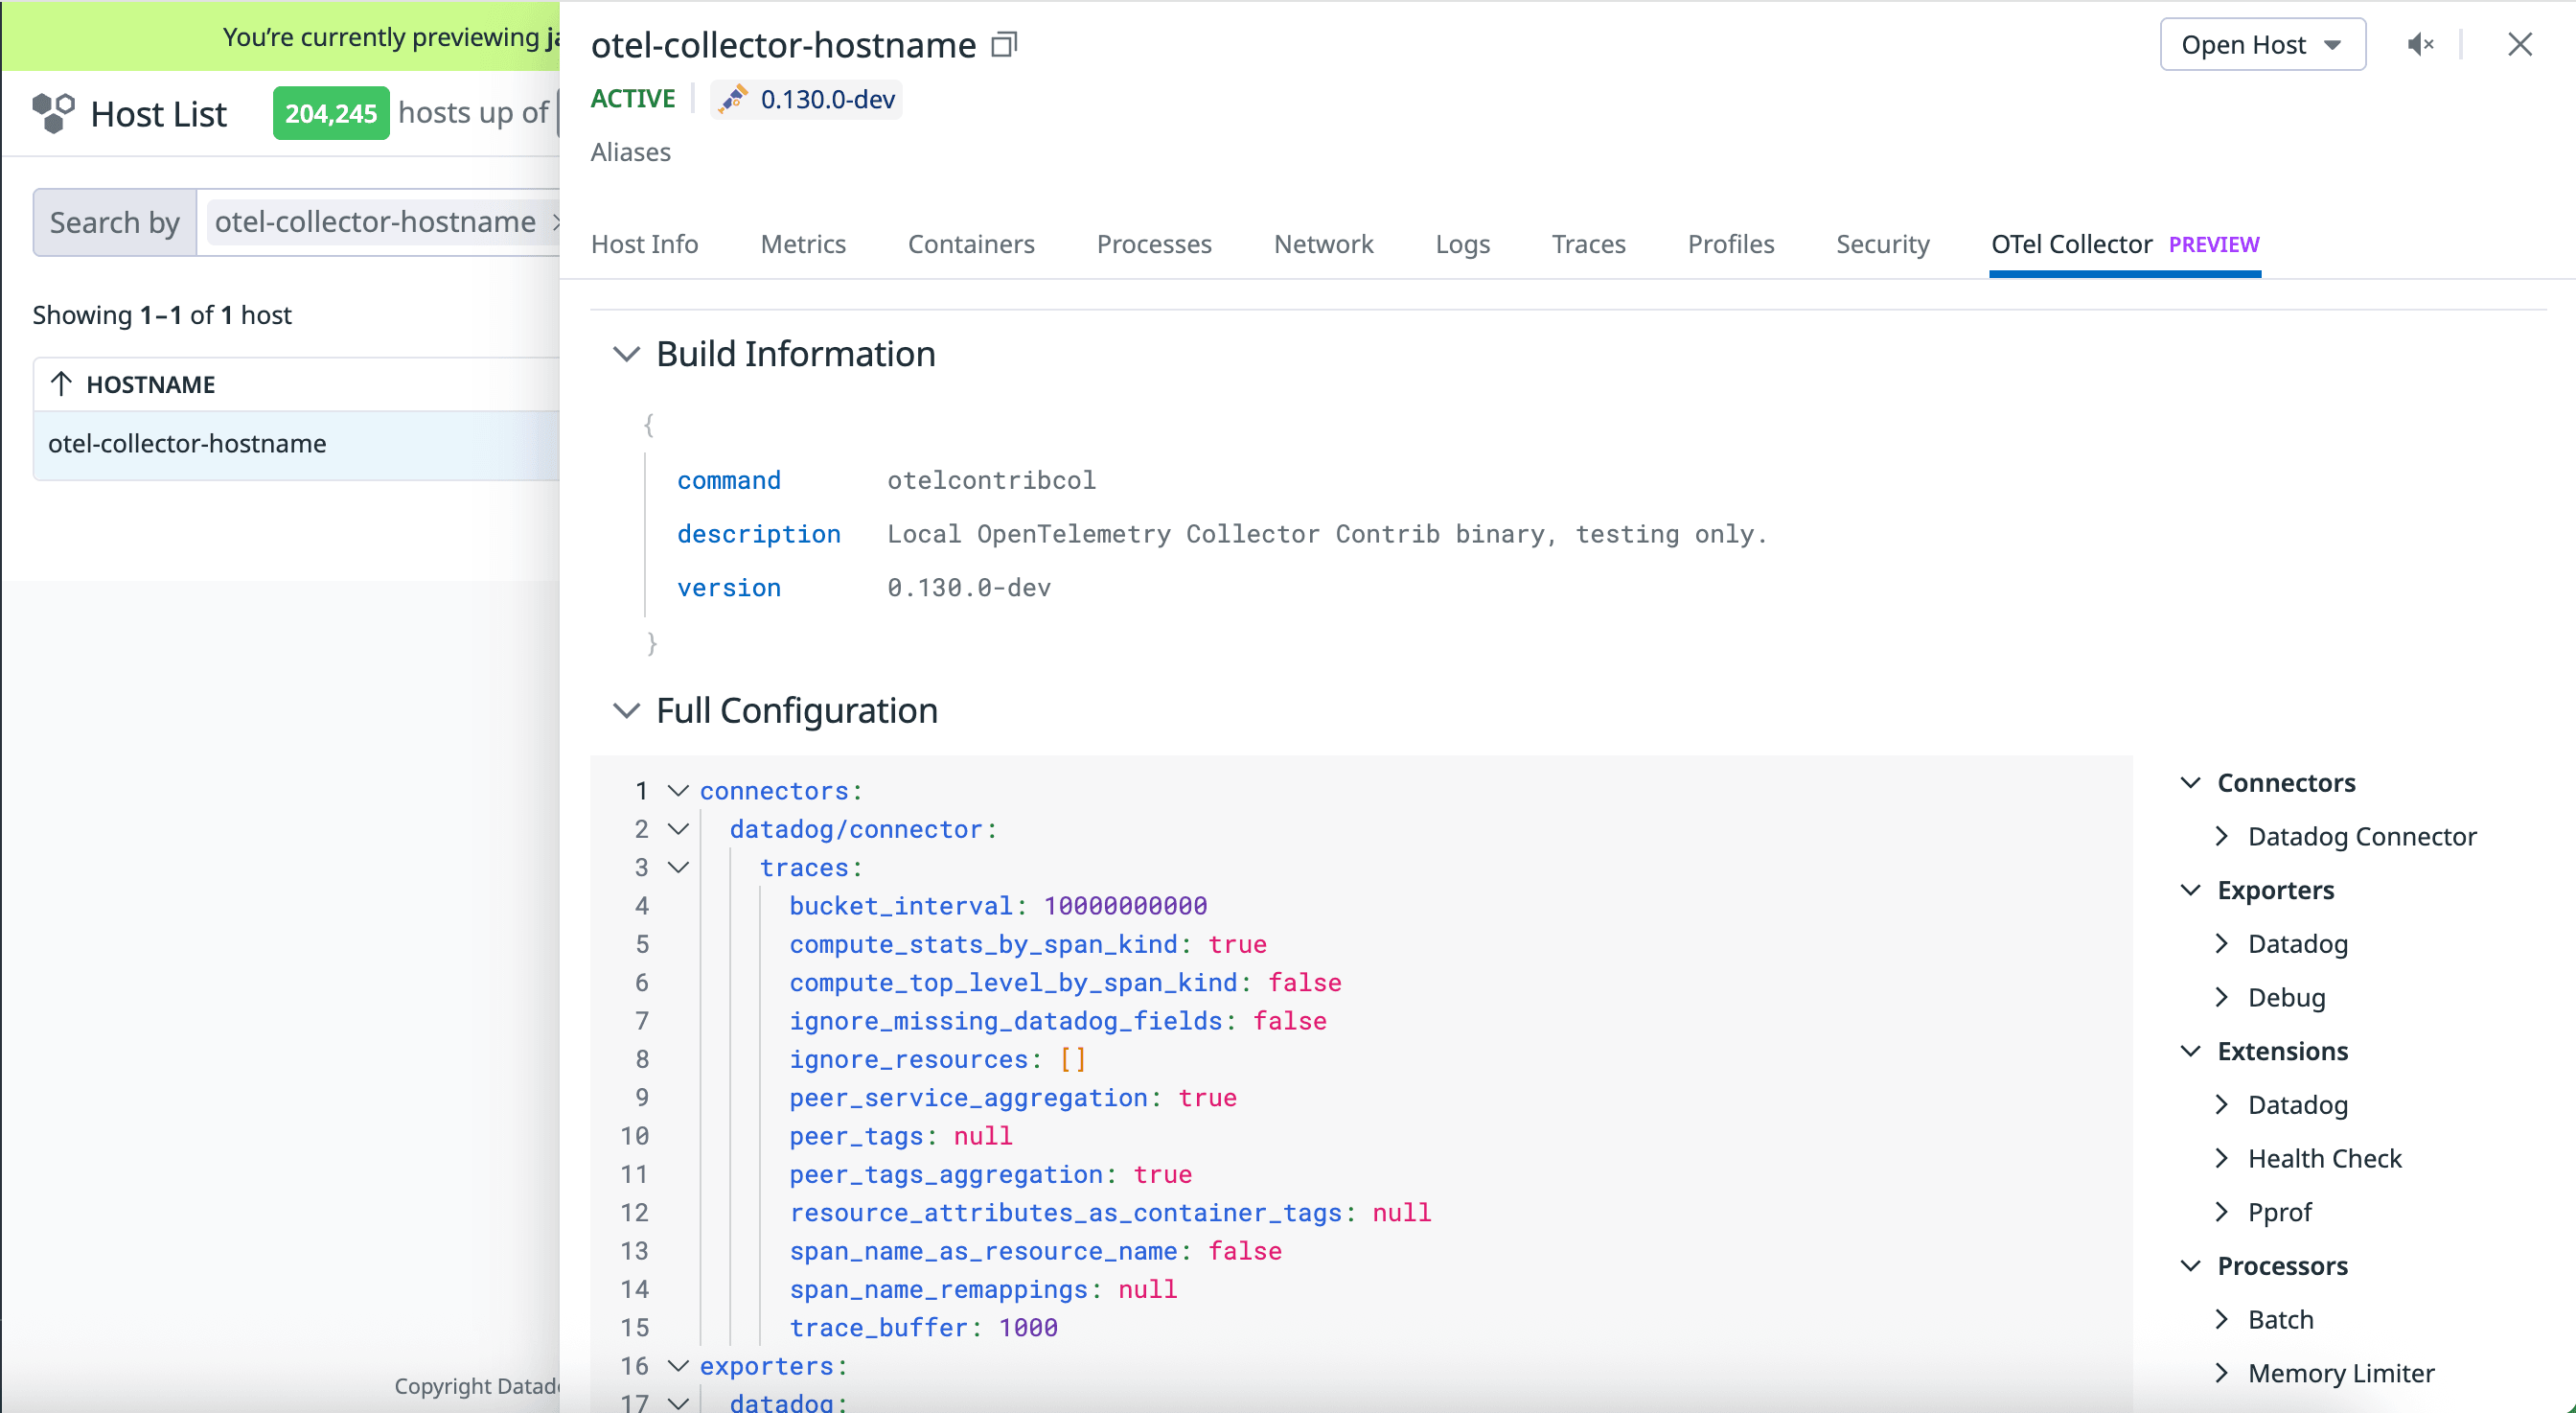 You're currently previewing
Host List
204,245 hosts up of
Search by
otel-collector-hostname
Showing 1–1 of 1 host
HOSTNAME
otel-collector-hostname
Copyright
otel-collector-hostname
Open Host
ACTIVE
0.130.0-dev
Aliases
Host Info
Metrics
Containers
Processes
Network
Logs
Traces
Profiles
Security
OTel Collector PREVIEW
Build Information
{
command otelcontribcol
description Local OpenTelemetry Collector Contrib binary, testing only.
version 0.130.0-dev
}
Full Configuration
1 connectors:
2 datadog/connector:
3 traces:
4 bucket_interval: 10000000000
5 compute_stats_by_span_kind: true
6 compute_top_level_by_span_kind: false
7 ignore_missing_datadog_fields: false
8 ignore_resources: []
9 peer_service_aggregation: true
10 peer_tags: null
11 peer_tags_aggregation: true
12 resource_attributes_as_container_tags: null
13 span_name_as_resource_name: false
14 span_name_remappings: null
15 trace_buffer: 1000
16 exporters:
17 datadog:
Connectors
Datadog Connector
Exporters
Datadog
Debug
Extensions
Datadog
Health Check
Pprof
Processors
Batch
Memory Limiter